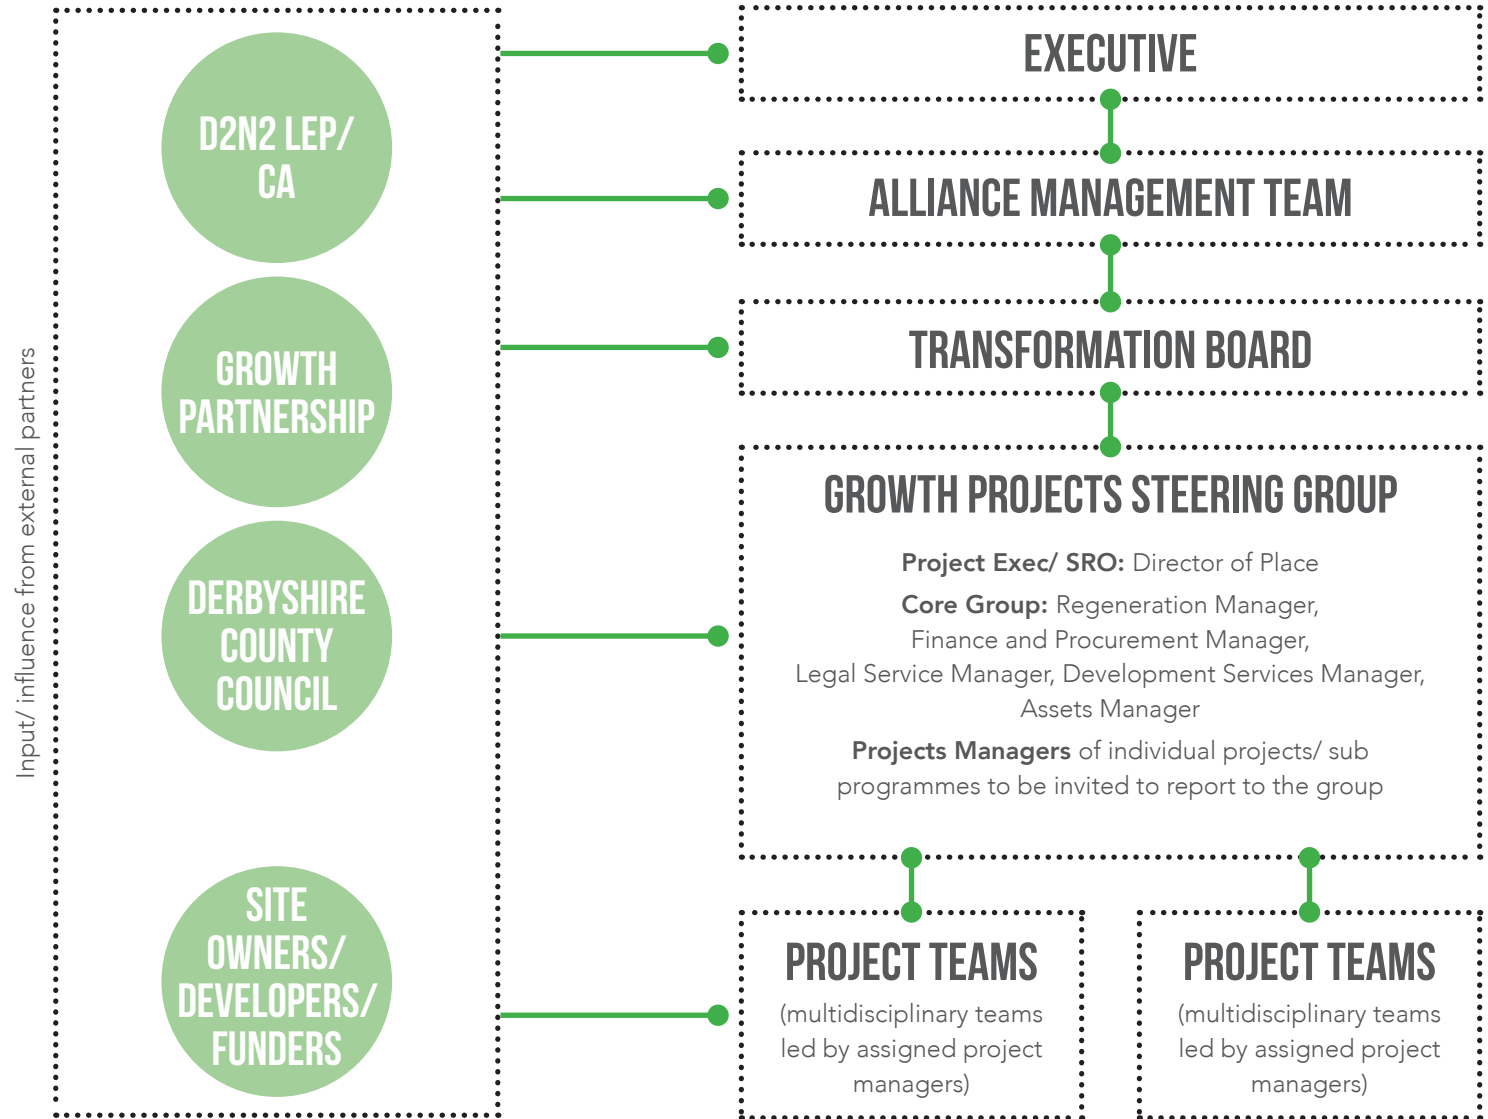 Input/ influence from external partners
D2N2 LEP/
CA
GROWTH
PARTNERSHIP
DERBYSHIRE
COUNTY
COUNCIL
SITE
OWNERS/
DEVELOPERS/
FUNDERS
EXECUTIVE
ALLIANCE MANAGEMENT TEAM
TRANSFORMATION BOARD
GROWTH PROJECTS STEERING GROUP
Project Exec/ SRO: Director of Place
Core Group: Regeneration Manager,
Finance and Procurement Manager,
Legal Service Manager, Development Services Manager,
Assets Manager
Projects Managers of individual projects/ sub
programmes to be invited to report to the group
PROJECT TEAMS
(multidisciplinary teams
led by assigned project
managers)
PROJECT TEAMS
(multidisciplinary teams
led by assigned project
managers)